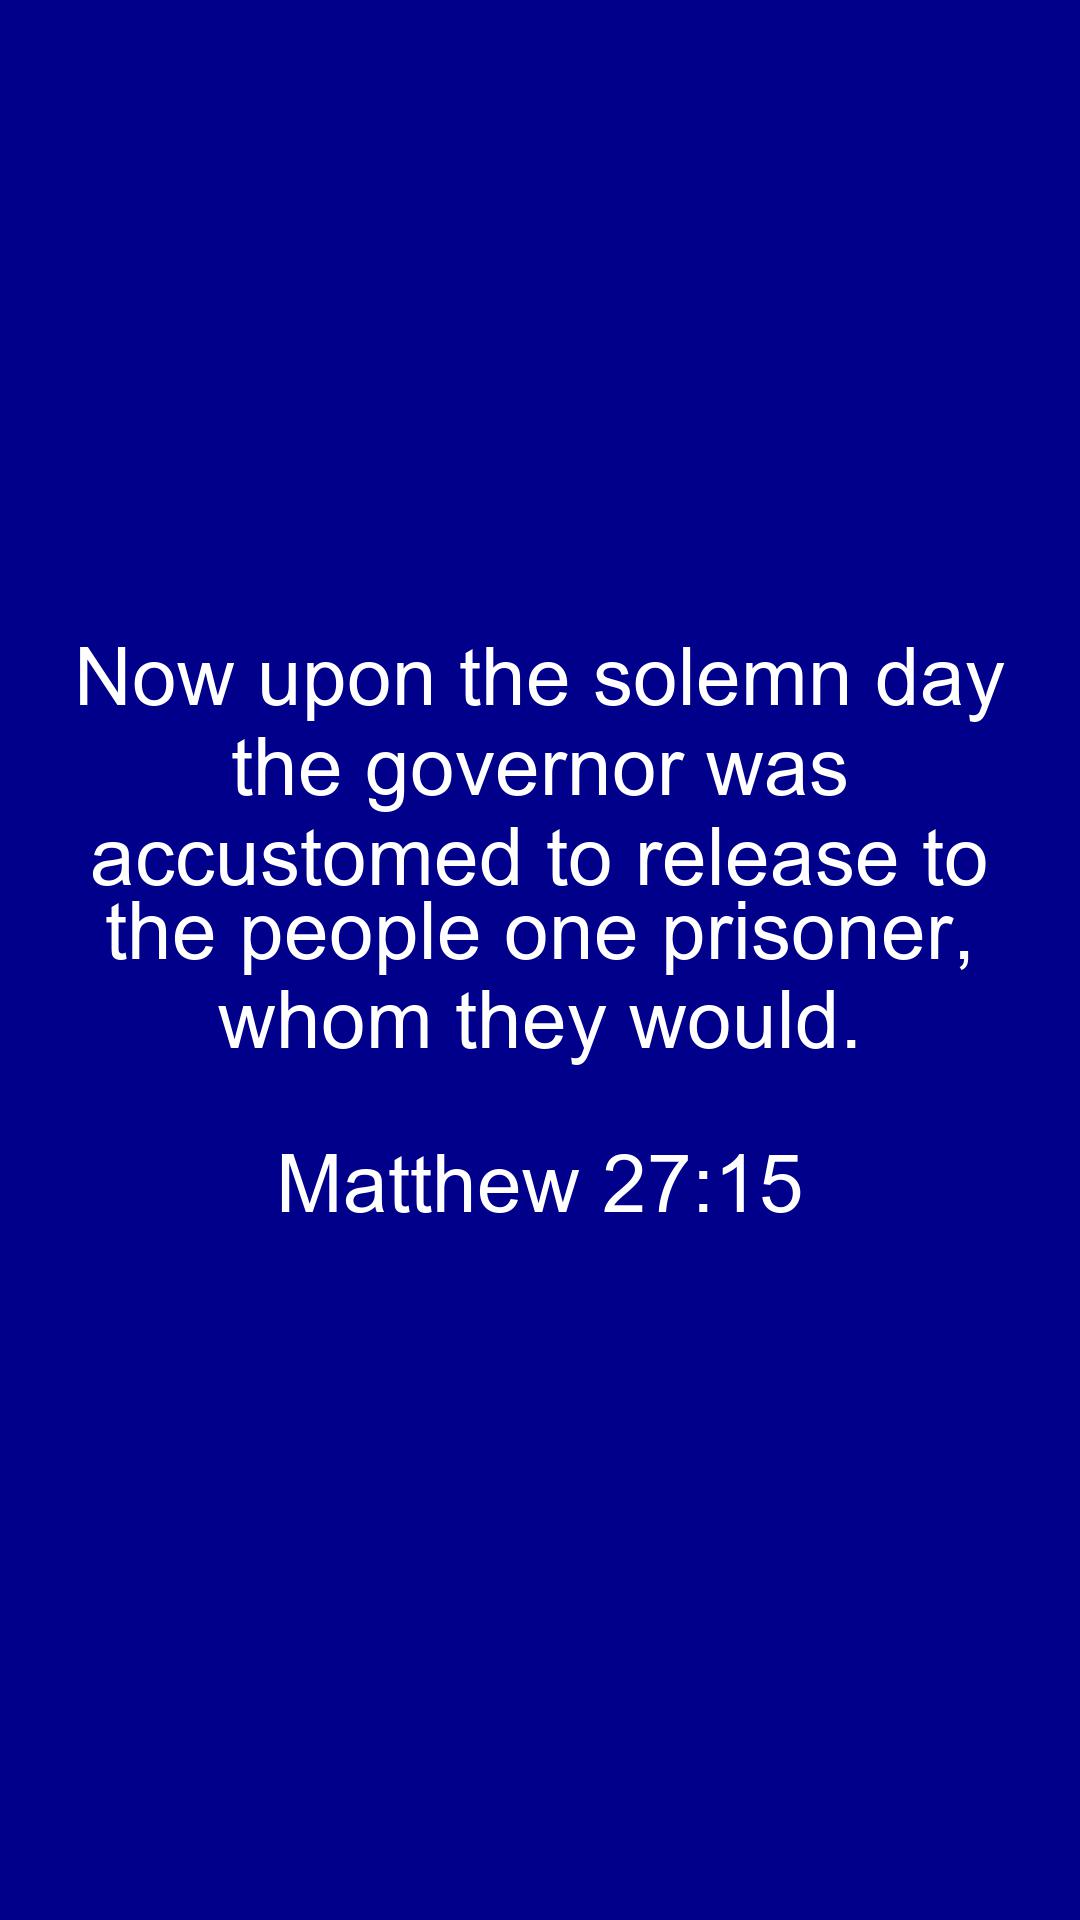 Now upon the solemn day
the governor was
accustomed to release to
the people one prisoner,
whom they would.
Matthew 27:15